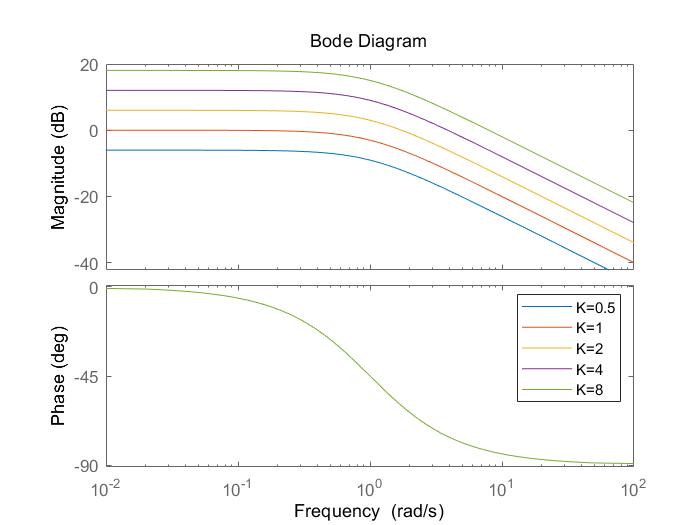 Bode Diagram
20
0
-20
-40
Magnitude (dB)
0
-45
-90
Phase (deg)
K=0.5
K=1
K=2
K=4
K=8
10^-2 10^-1 10^0 10^1 10^2
Frequency (rad/s)